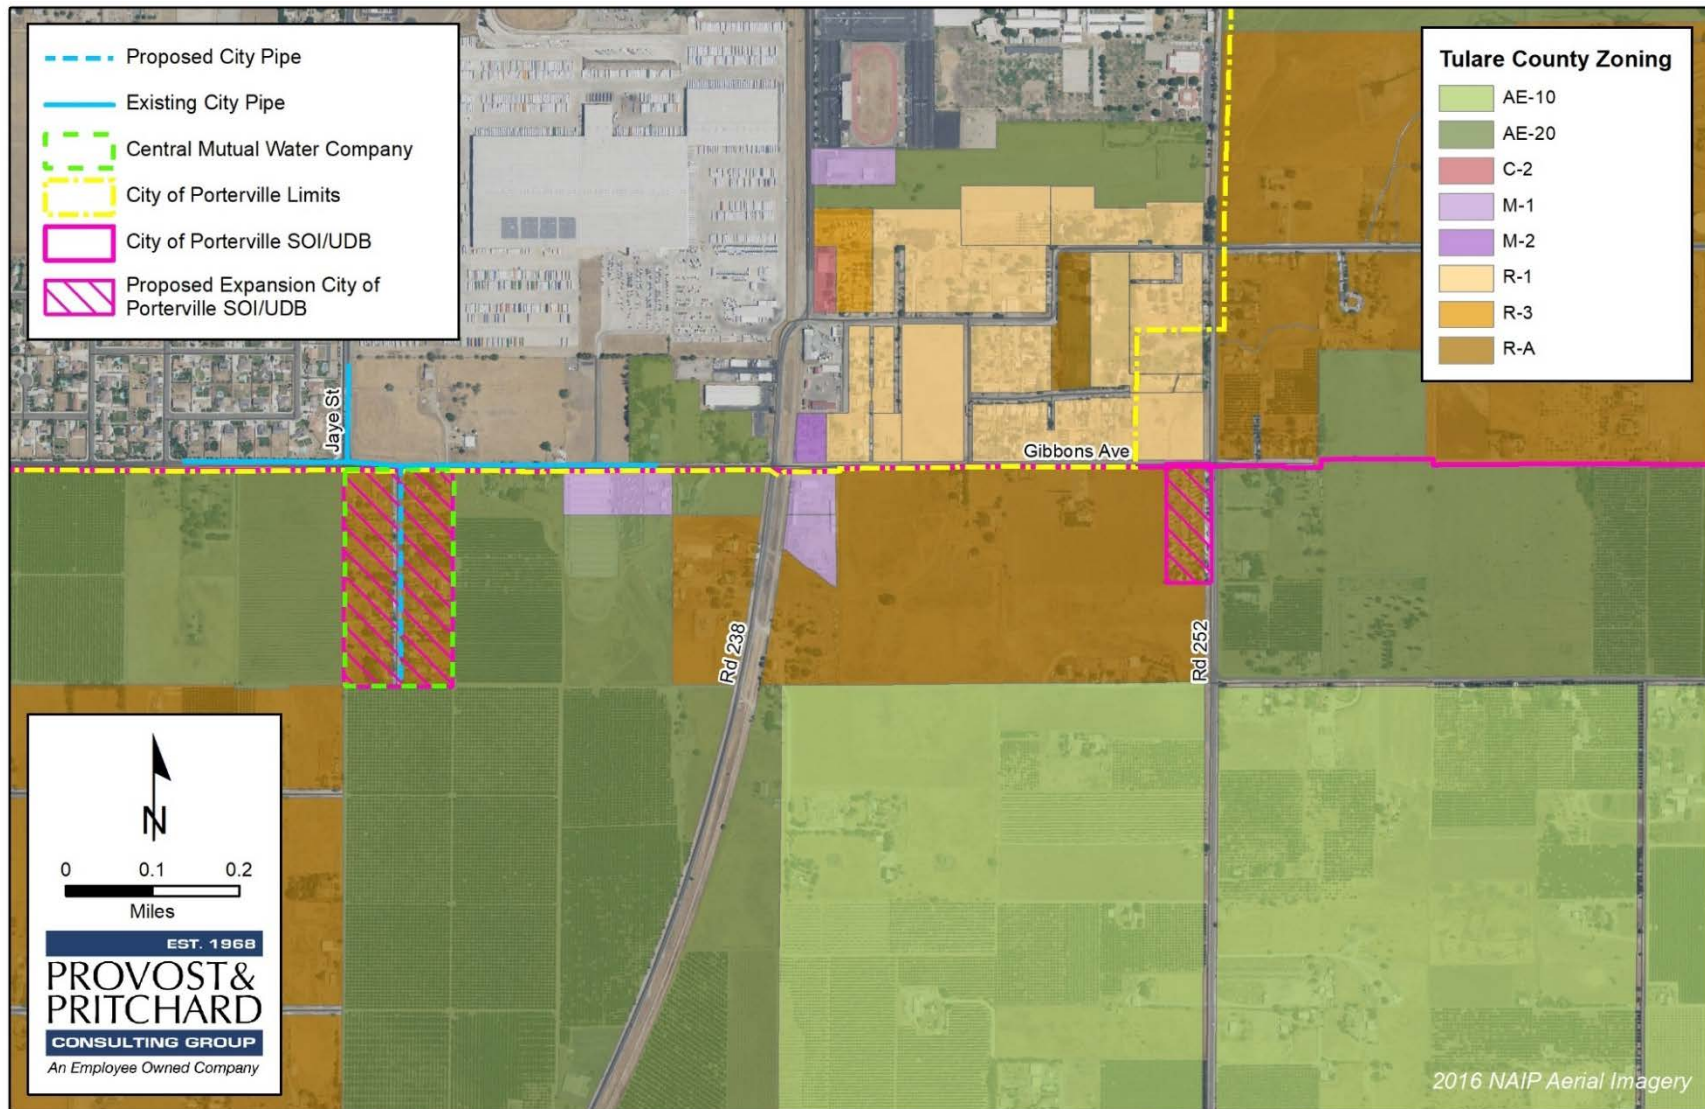 Proposed City Pipe
Existing City Pipe
Central Mutual Water Company
City of Porterville Limits
City of Porterville SOI/UDB
Proposed Expansion City of
Porterville SOI/UDB
Tulare County Zoning
AE-10
AE-20
C-2
M-1
M-2
R-1
R-3
R-A
Jaye St
Gibbons Ave
Rd 238
Rd 252
N
0 0.1 0.2
Miles
EST. 1968
PROVOST&
PRITCHARD
CONSULTING GROUP
An Employee Owned Company
2016 NAIP Aerial Imagery